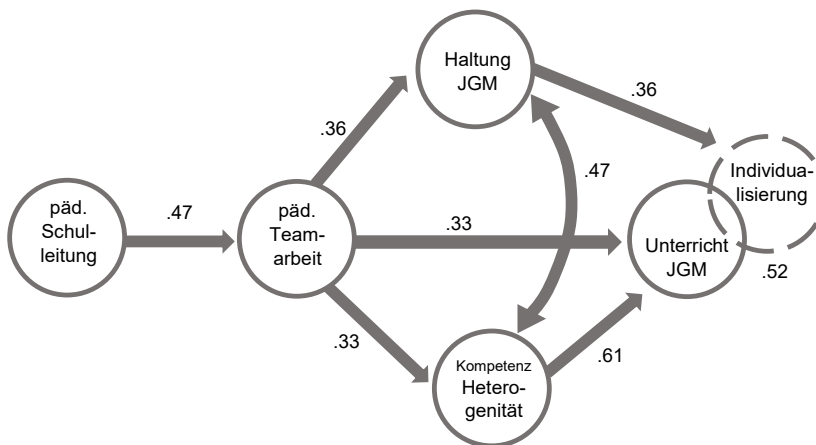 Haltung
JGM
.36
.36
.47
Individua-
lisierung
päd.
Schul-
leitung
.47
päd.
Team-
arbeit
.33
Unterricht
JGM
.52
.33
.61
Kompetenz
Hetero-
genität